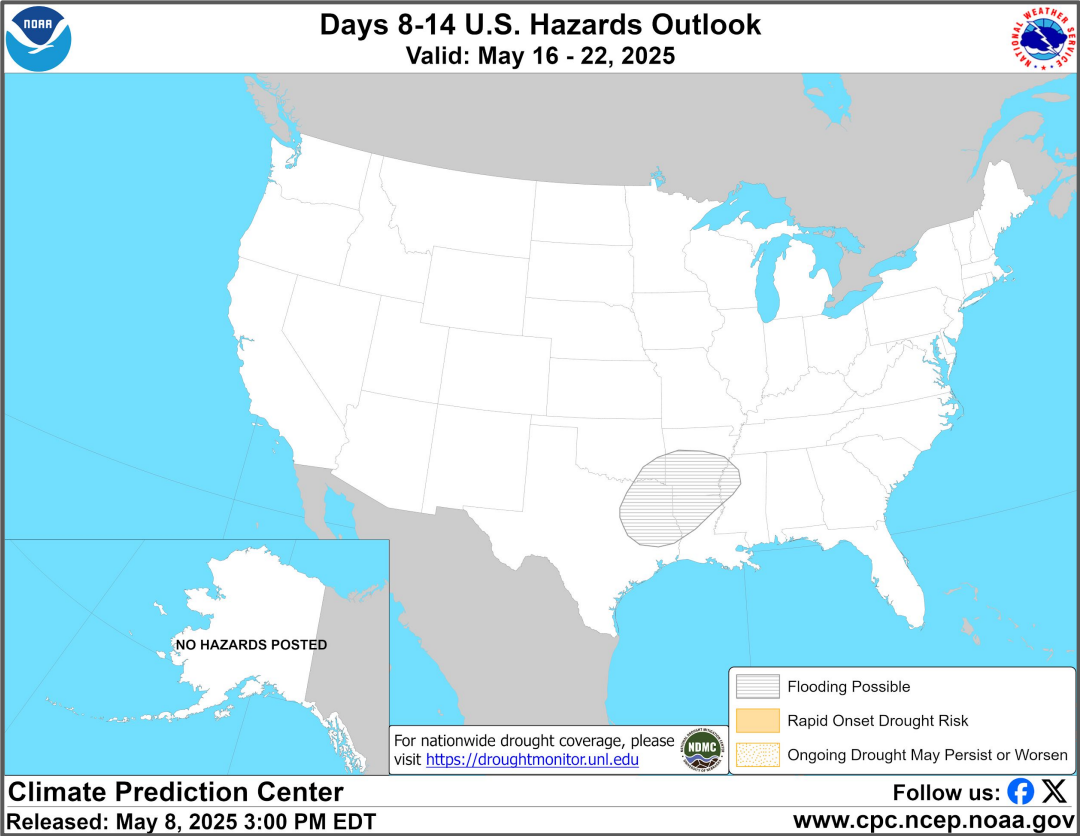 NOAA
Days 8-14 U.S. Hazards Outlook
Valid: May 16 - 22, 2025
NATIONAL WEATHER SERVICE
NO HAZARDS POSTED
For nationwide drought coverage, please
visit https://droughtmonitor.unl.edu
NDMC
Flooding Possible
Rapid Onset Drought Risk
Ongoing Drought May Persist or Worsen
Climate Prediction Center
Released: May 8, 2025 3:00 PM EDT
Follow us:
www.cpc.ncep.noaa.gov